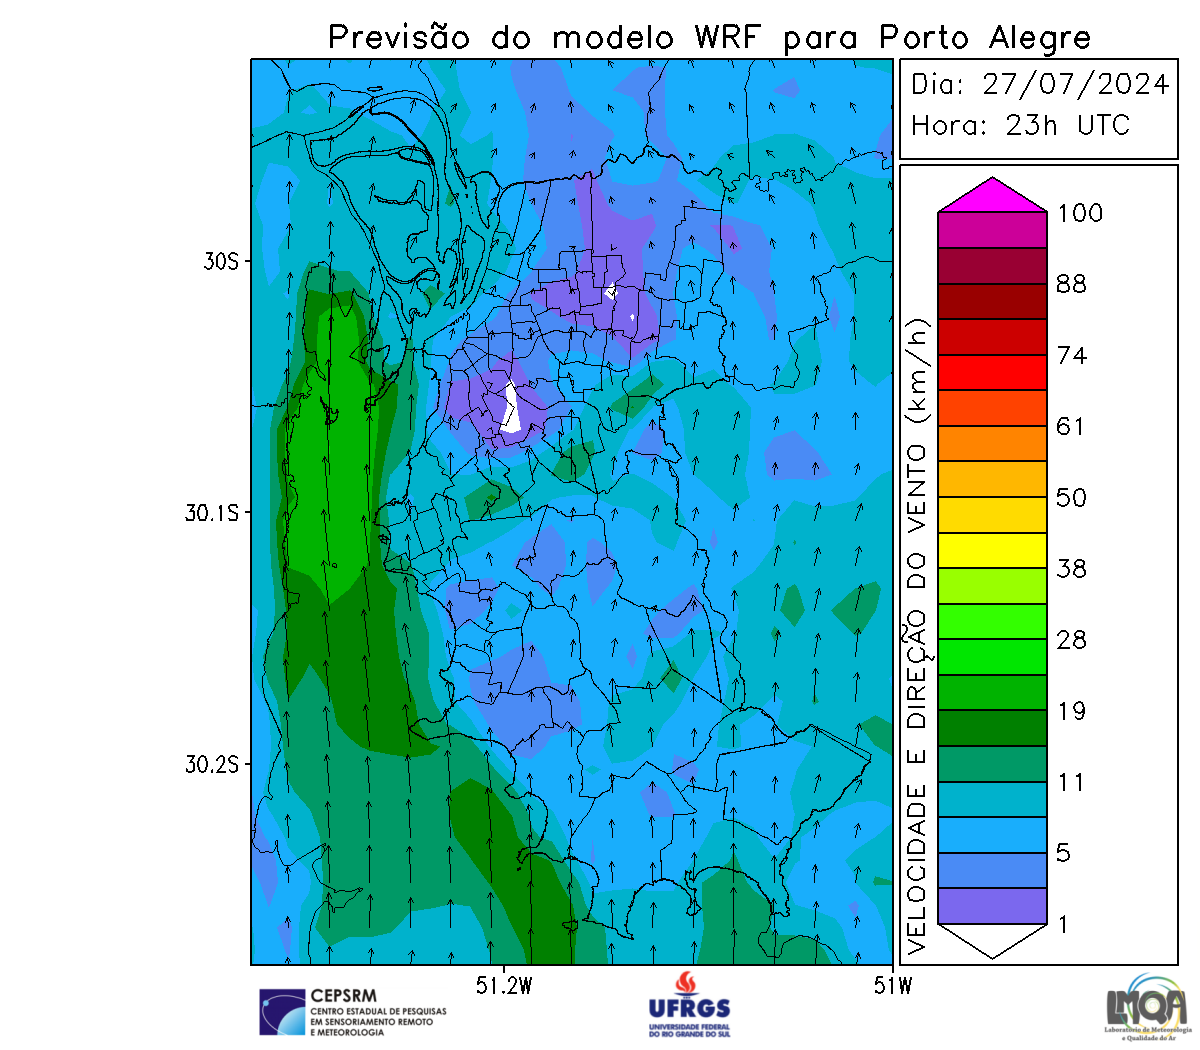 Previsão do modelo WRF para Porto Alegre
Dia: 27/07/2024
Hora: 23h UTC
100
88
74
61
50
38
28
19
11
5
1
VELOCIDADE E DIREÇÃO DO VENTO (km/h)
30S
30.1S
30.2S
51.2W
51W
CEPSRM
CENTRO ESTADUAL DE PESQUISAS
EM SENSORIAMENTO REMOTO
E METEOROLOGIA
UFRGS
UNIVERSIDADE FEDERAL
DO RIO GRANDE DO SUL
LMQA
Laboratório de Meteorologia
e Qualidade do Ar